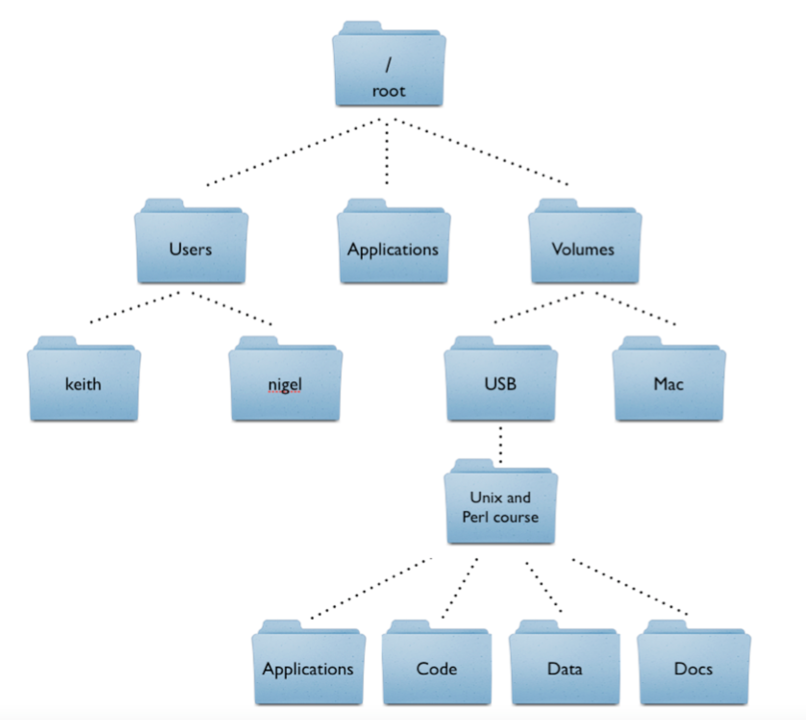 /
root
Users
Applications
Volumes
keith
nigel
USB
Mac
Unix and
Perl course
Applications
Code
Data
Docs